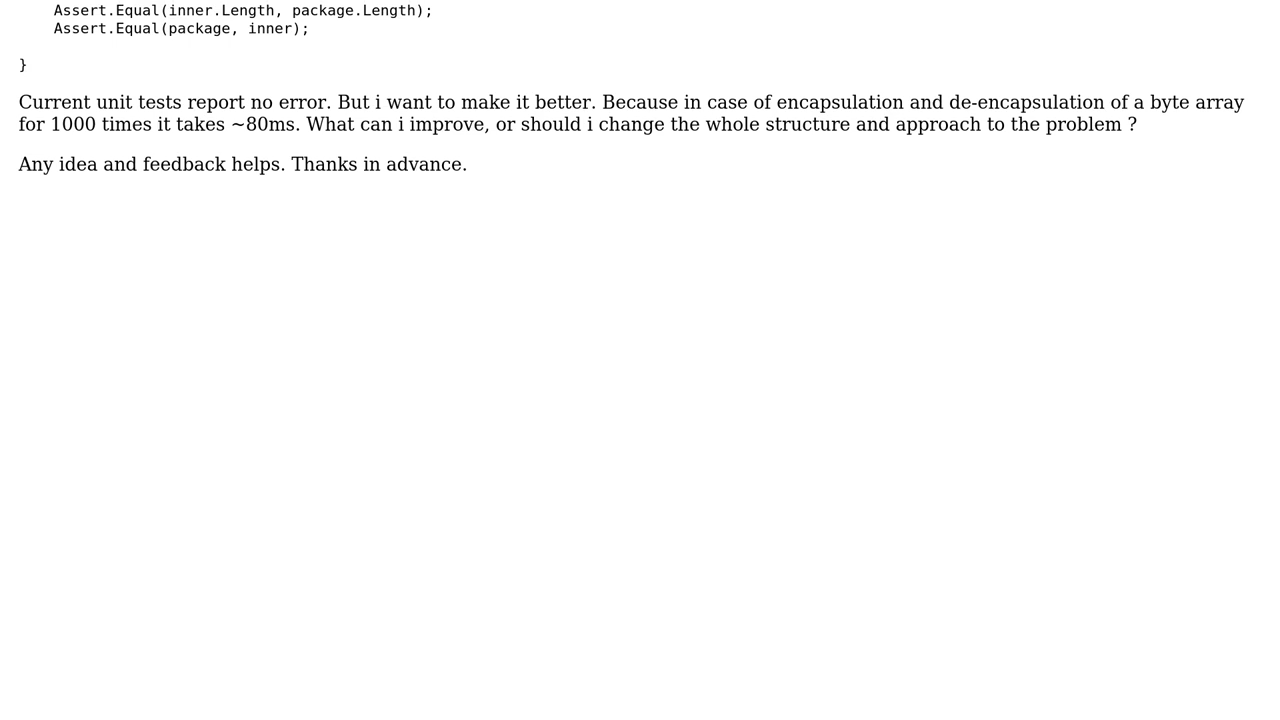 Assert.Equal(inner.Length, package.Length);
Assert.Equal(package, inner);
}
Current unit tests report no error. But i want to make it better. Because in case of encapsulation and de-encapsulation of a byte array
for 1000 times it takes ~80ms. What can i improve, or should i change the whole structure and approach to the problem ?
Any idea and feedback helps. Thanks in advance.